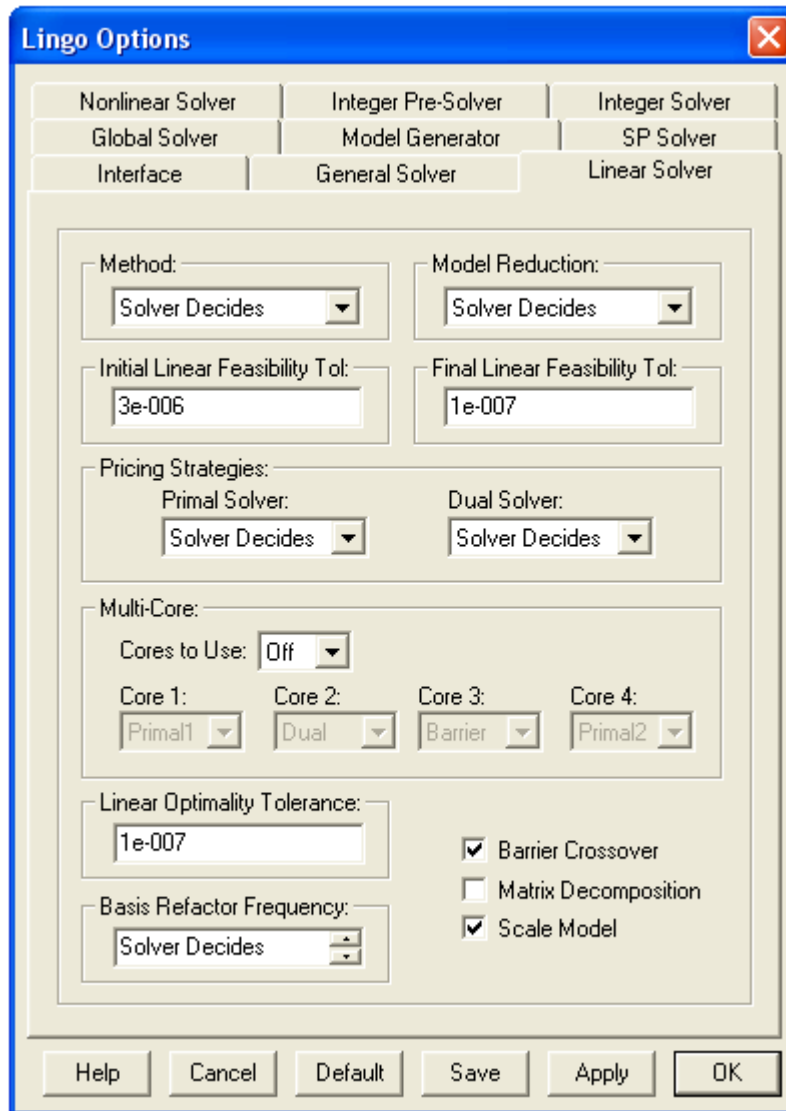 Lingo Options
Nonlinear Solver Integer Pre-Solver Integer Solver
Global Solver Model Generator SP Solver
Interface General Solver Linear Solver
Method: Model Reduction:
Solver Decides Solver Decides
Initial Linear Feasibility Tol: Final Linear Feasibility Tol:
3e-006 1e-007
Pricing Strategies:
Primal Solver: Dual Solver:
Solver Decides Solver Decides
Multi-Core:
Cores to Use: Off
Core 1: Core 2: Core 3: Core 4:
Primal1 Dual Barrier Primal2
Linear Optimality Tolerance:
1e-007
Barrier Crossover
Matrix Decomposition
Basis Refactor Frequency:
Scale Model
Solver Decides
Help Cancel Default Save Apply OK